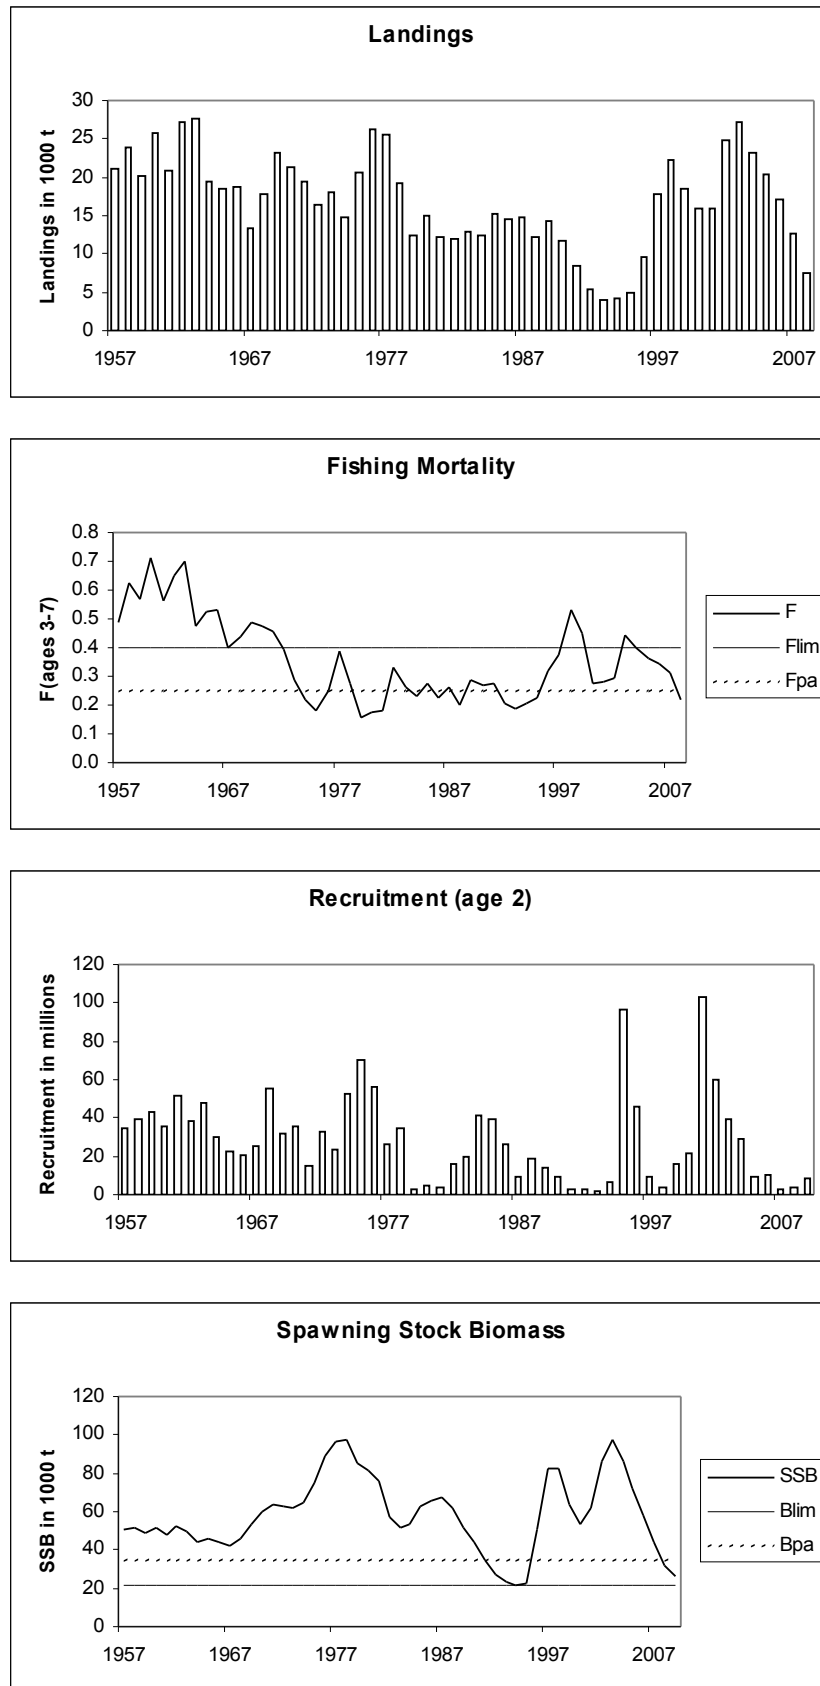 Landings
Landings in 1000 t
30
25
20
15
10
5
0
1957 1967 1977 1987 1997 2007
Fishing Mortality
F(ages 3-7)
0.8
0.7
0.6
0.5
0.4
0.3
0.2
0.1
0.0
1957 1967 1977 1987 1997 2007
F
Flim
Fpa
Recruitment (age 2)
Recruitment in millions
120
100
80
60
40
20
0
1957 1967 1977 1987 1997 2007
Spawning Stock Biomass
SSB in 1000 t
120
100
80
60
40
20
0
1957 1967 1977 1987 1997 2007
SSB
Blim
Bpa